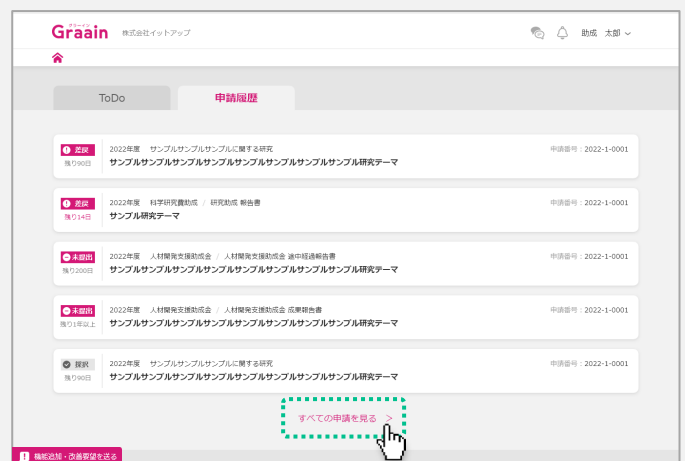 グラーイン
Graain 株式会社イットアップ 助成 太郎
ToDo 申請履歴
差戻 2022年度 サンプルサンプルサンプルに関する研究 申請番号：2022-1-0001
残り90日 サンプルサンプルサンプルサンプルサンプルサンプルサンプルサンプル研究テーマ
差戻 2022年度 科学研究費助成 / 研究助成 報告書 申請番号：2022-1-0001
残り14日 サンプル研究テーマ
未提出 2022年度 人材開発支援助成会 / 人材開発支援助成会 途中経過報告書 申請番号：2022-1-0001
残り200日 サンプルサンプルサンプルサンプルサンプルサンプルサンプルサンプル研究テーマ
未提出 2022年度 人材開発支援助成会 / 人材開発支援助成会 成果報告書 申請番号：2022-1-0001
残り1年以上 サンプルサンプルサンプルサンプルサンプルサンプルサンプルサンプル研究テーマ
採択 2022年度 サンプルサンプルサンプルに関する研究 申請番号：2022-1-0001
残り90日 サンプルサンプルサンプルサンプルサンプルサンプルサンプルサンプル研究テーマ
すべての申請を見る >
機能追加・改善要望を送る